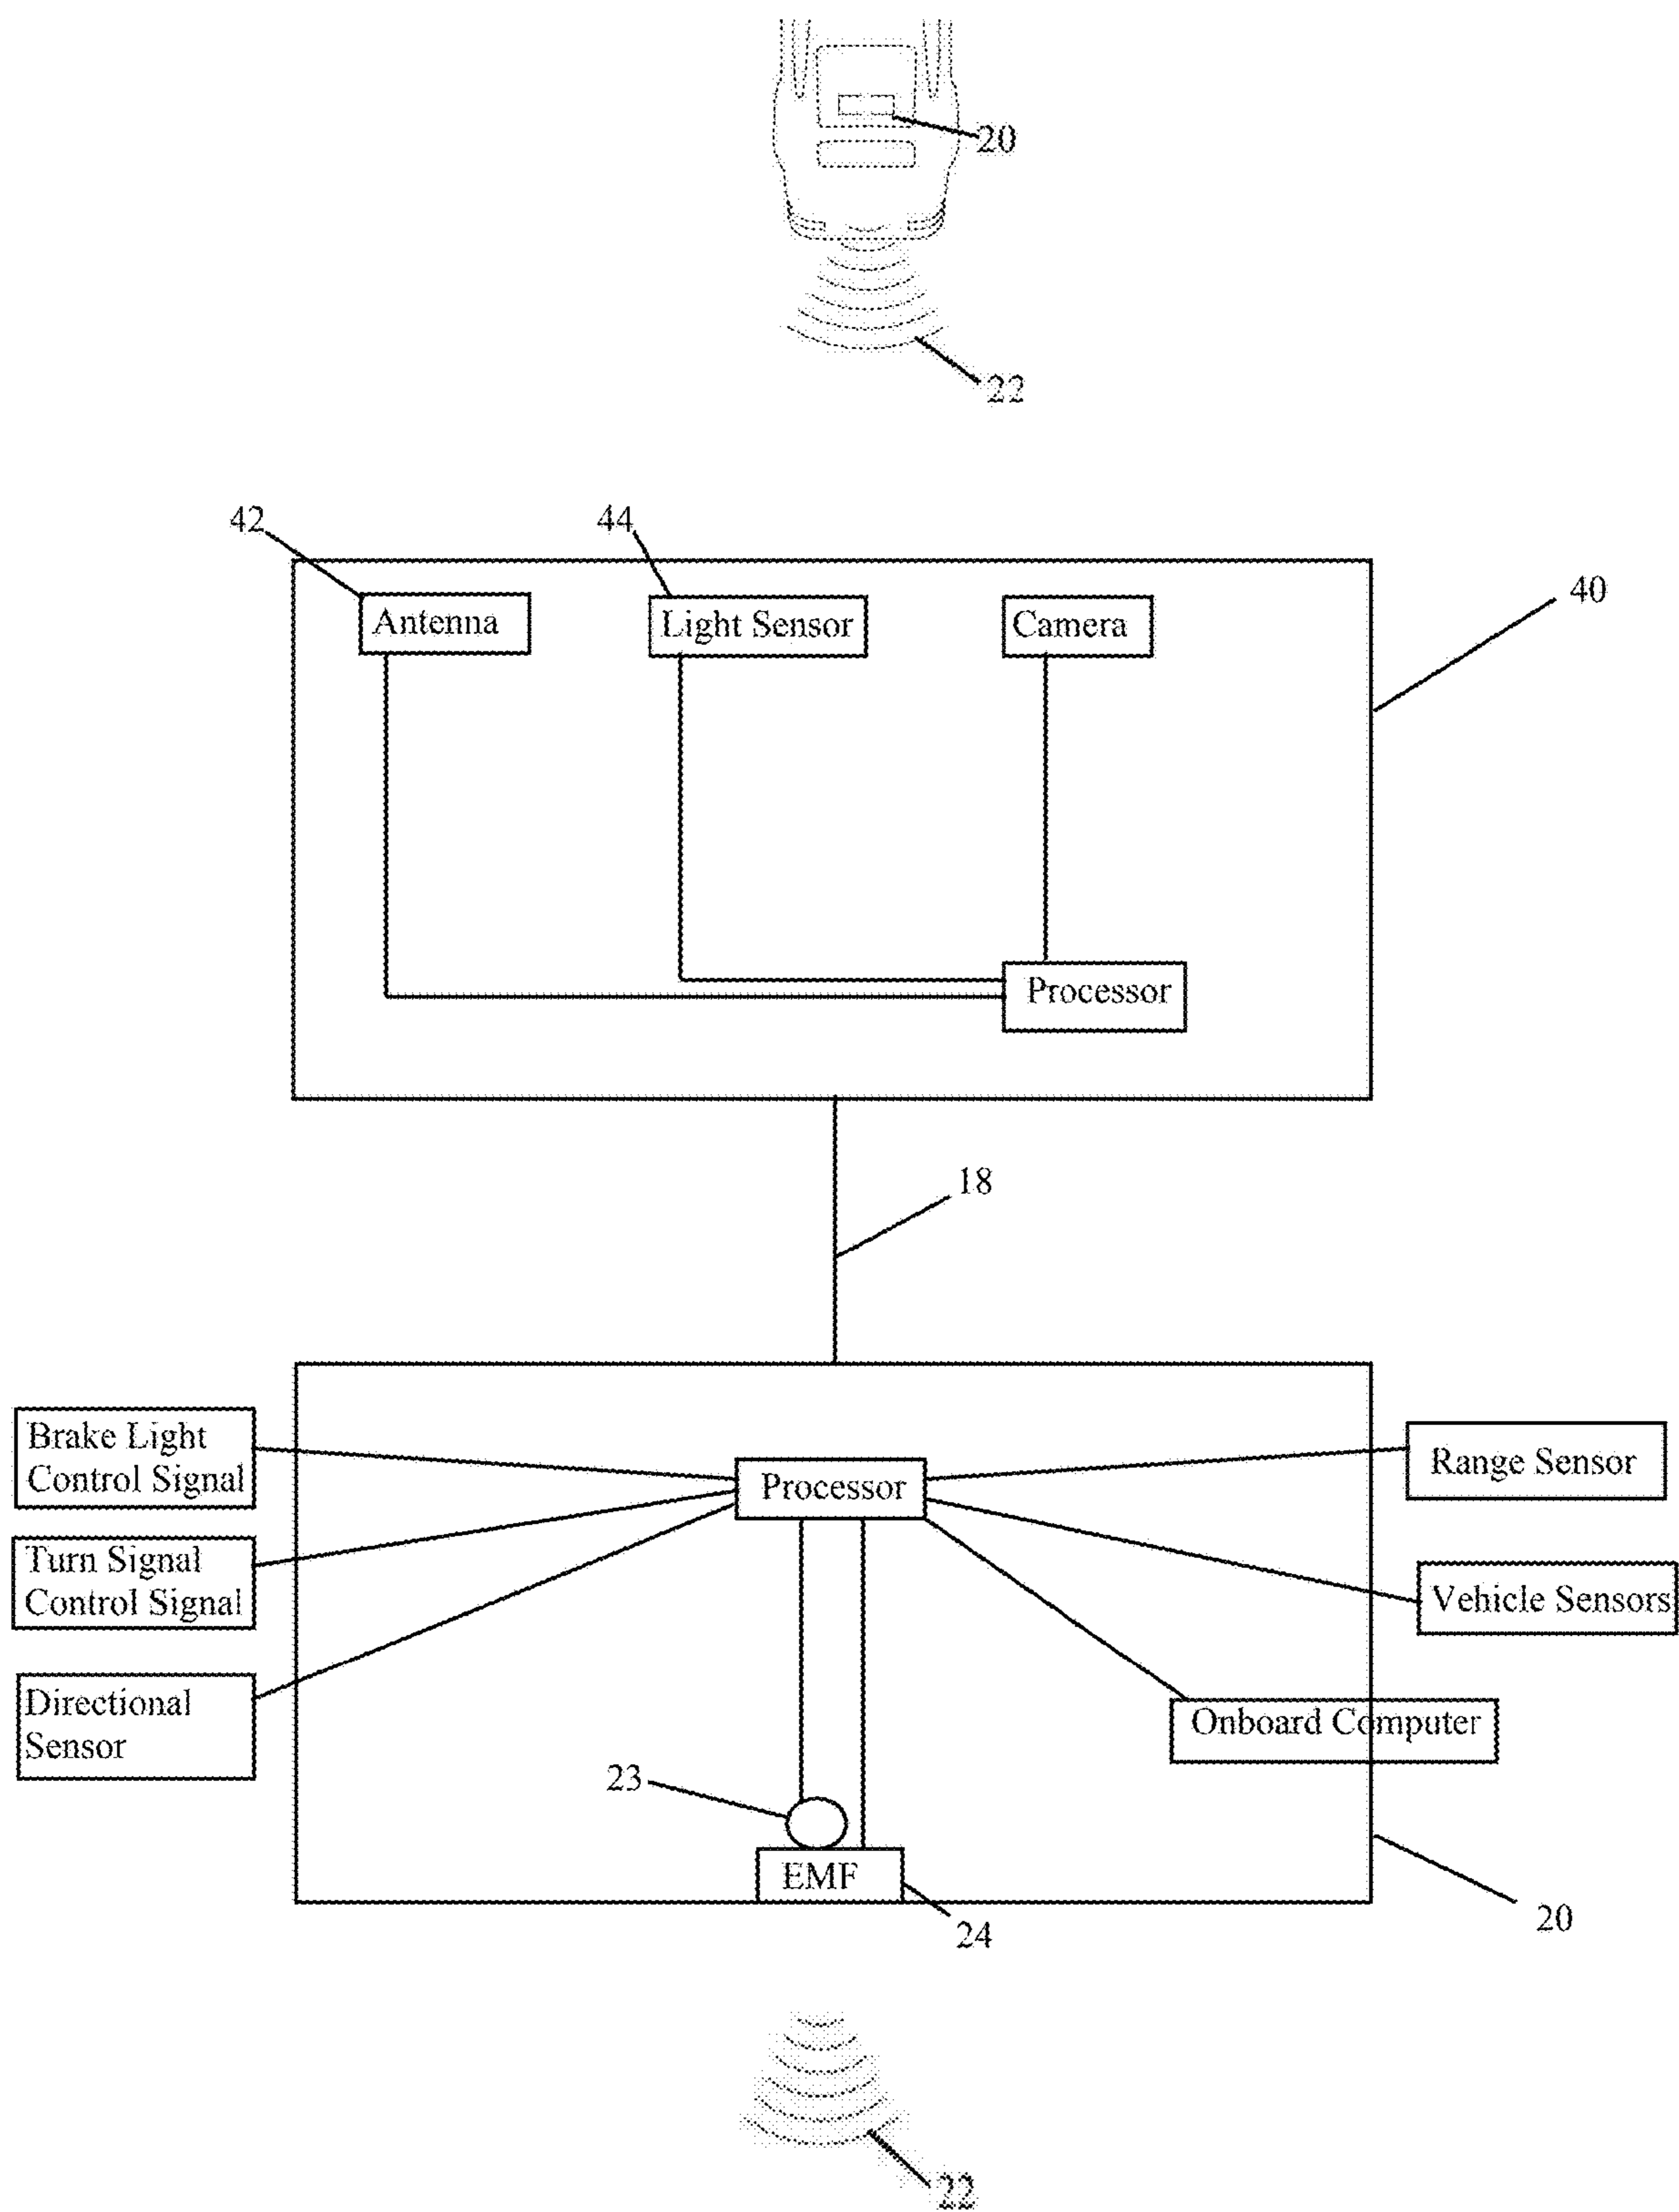 20
22
42
44
40
Antenna
Light Sensor
Camera
Processor
18
Brake Light
Control Signal
Processor
Range Sensor
Turn Signal
Control Signal
Vehicle Sensors
Directional
Sensor
Onboard Computer
23
EMF
24
20
22